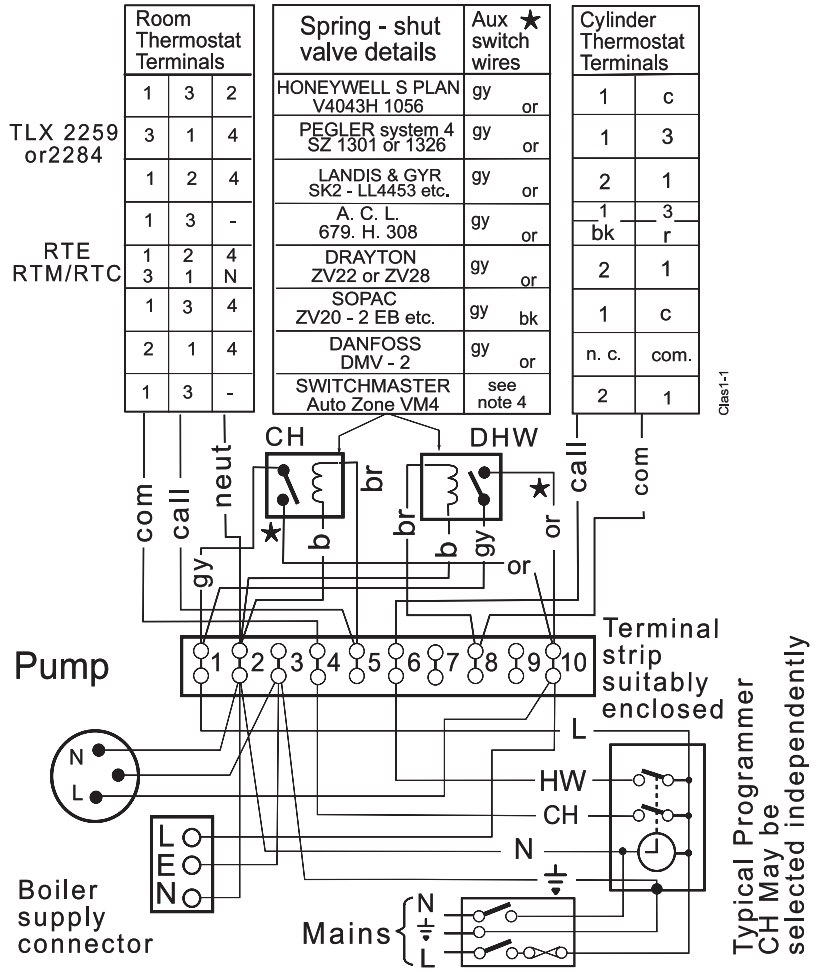 Room Thermostat Terminals
Spring - shut valve details
Aux ★ switch wires
Cylinder Thermostat Terminals
1 3 2 HONEYWELL S PLAN V4043H 1056 gy or 1 c
TLX 2259 or2284
3 1 4 PEGLER system 4 SZ 1301 or 1326 gy or 1 3
1 2 4 LANDIS & GYR SK2 - LL4453 etc. gy or 2 1
1 3 - A. C. L. 679. H. 308 gy or 1 3 bk r
RTE RTM/RTC
1 2 4
3 1 N
DRAYTON ZV22 or ZV28 gy or 2 1
1 3 4 SOPAC ZV20 - 2 EB etc. gy bk 1 c
2 1 4 DANFOSS DMV - 2 gy or n. c. com.
1 3 - SWITCHMASTER Auto Zone VM4 see note 4 2 1
Clas1-1
com
call
neut
CH
DHW
call
com
gy
★
b
br
br
b
gy
★
or
or
Pump
1 2 3 4 5 6 7 8 9 10
Terminal
strip
suitably
enclosed
N
L
L
HW
CH
N
L
E
N
Boiler
supply
connector
Mains
N
L
Typical Programmer
CH May be
selected independently